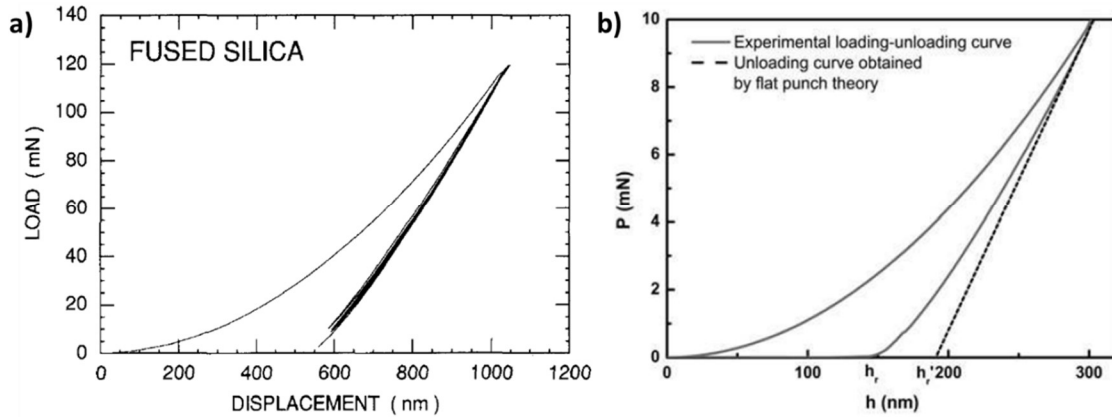 a)
FUSED SILICA
LOAD (mN)
140
120
100
80
60
40
20
0
0 200 400 600 800 1000 1200
DISPLACEMENT (nm)
b)
Experimental loading-unloading curve
Unloading curve obtained
by flat punch theory
P (mN)
10
8
6
4
2
0
0 100 hr hr' 200 300
h (nm)